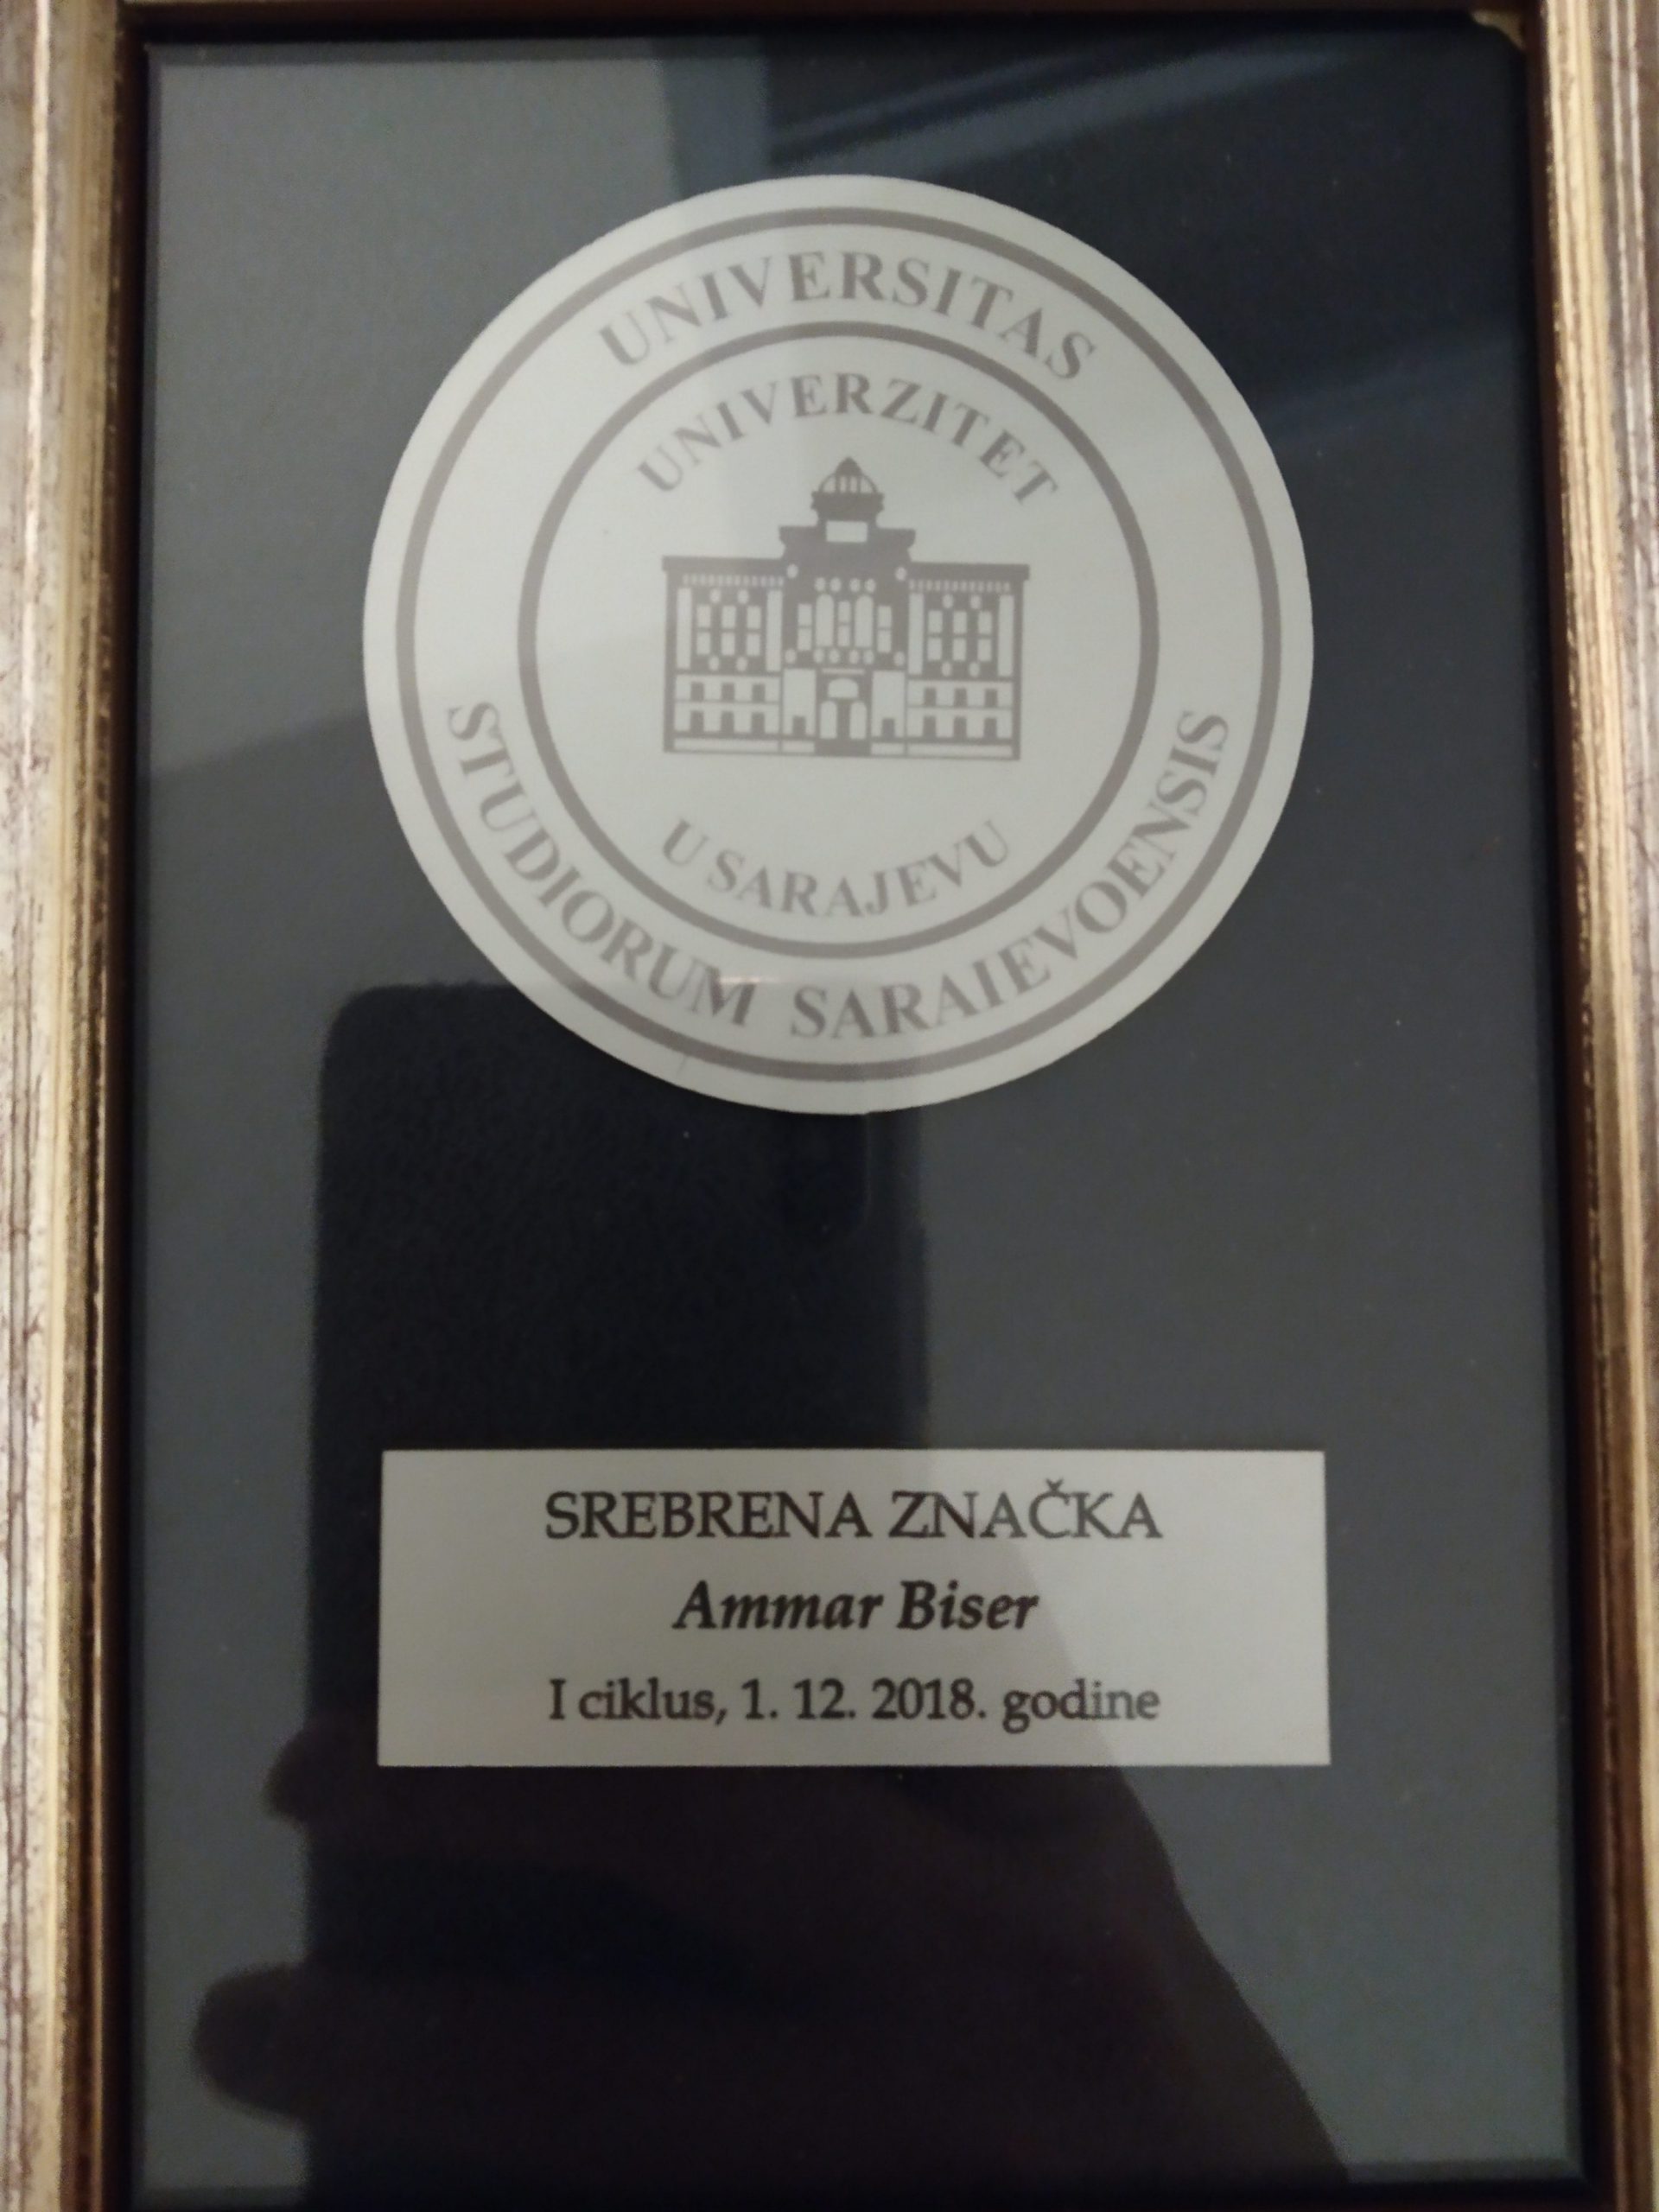 UNIVERSITAS
STUDIORUM SARAIEVOENSIS
UNIVERZITET
U SARAJEVU
SREBRENA ZNAČKA
Ammar Biser
I ciklus, 1. 12. 2018. godine